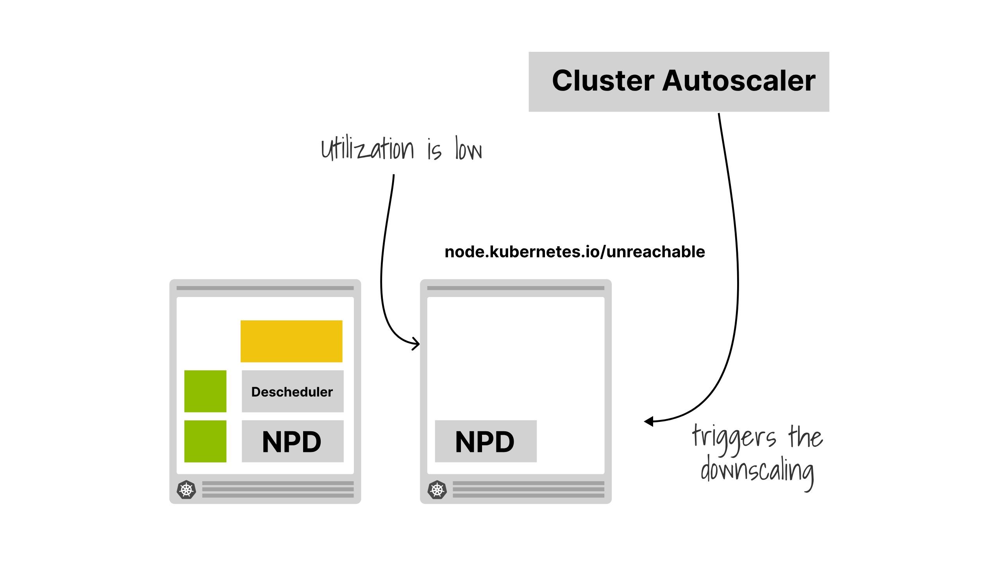 Cluster Autoscaler
Utilization is low
node.kubernetes.io/unreachable
Descheduler
NPD
NPD
triggers the
downscaling